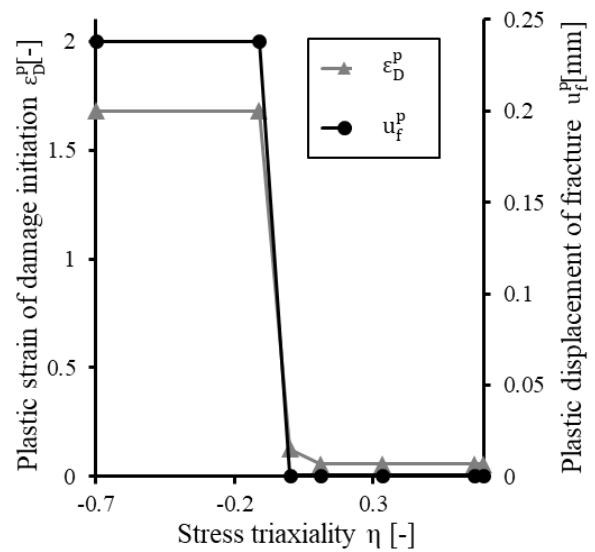 Plastic strain of damage initiation ε_D^p[-]
2
1.5
1
0.5
0
-0.7
-0.2
0.3
Stress triaxiality η [-]
ε_D^p
u_f^p
0.25
0.2
0.15
0.1
0.05
0
Plastic displacement of fracture u_f^p[mm]